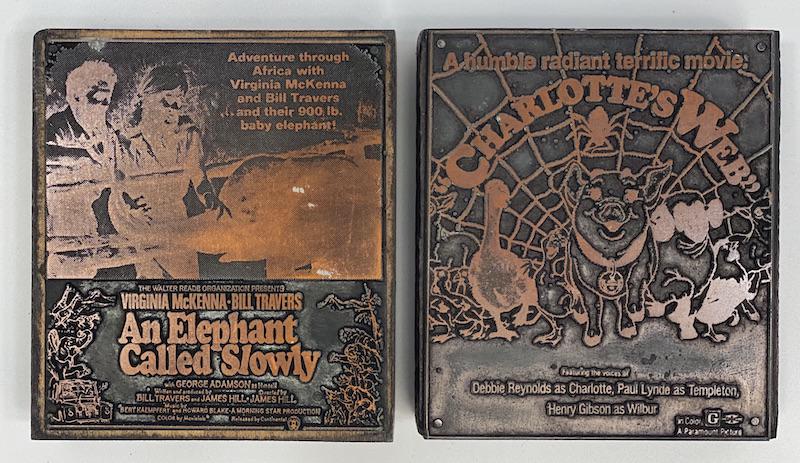 Adventure through
Africa with
Virginia McKenna
and Bill Travers
and their 900 lb.
baby elephant!
THE WALTER READE ORGANIZATION PRESENTS
VIRGINIA McKENNA · BILL TRAVERS
An Elephant
Called Slowly
with GEORGE ADAMSON as Himself
Written and produced by Directed by
BILL TRAVERS and JAMES HILL · JAMES HILL
Music by
BERT KAEMPFERT and HOWARD BLAKE · A MORNING STAR PRODUCTION
COLOR by Movielab Released by Continental
A humble radiant terrific movie.
"CHARLOTTE'S WEB"
Featuring the voices of
Debbie Reynolds as Charlotte, Paul Lynde as Templeton,
Henry Gibson as Wilbur
In Color G
A Paramount Picture